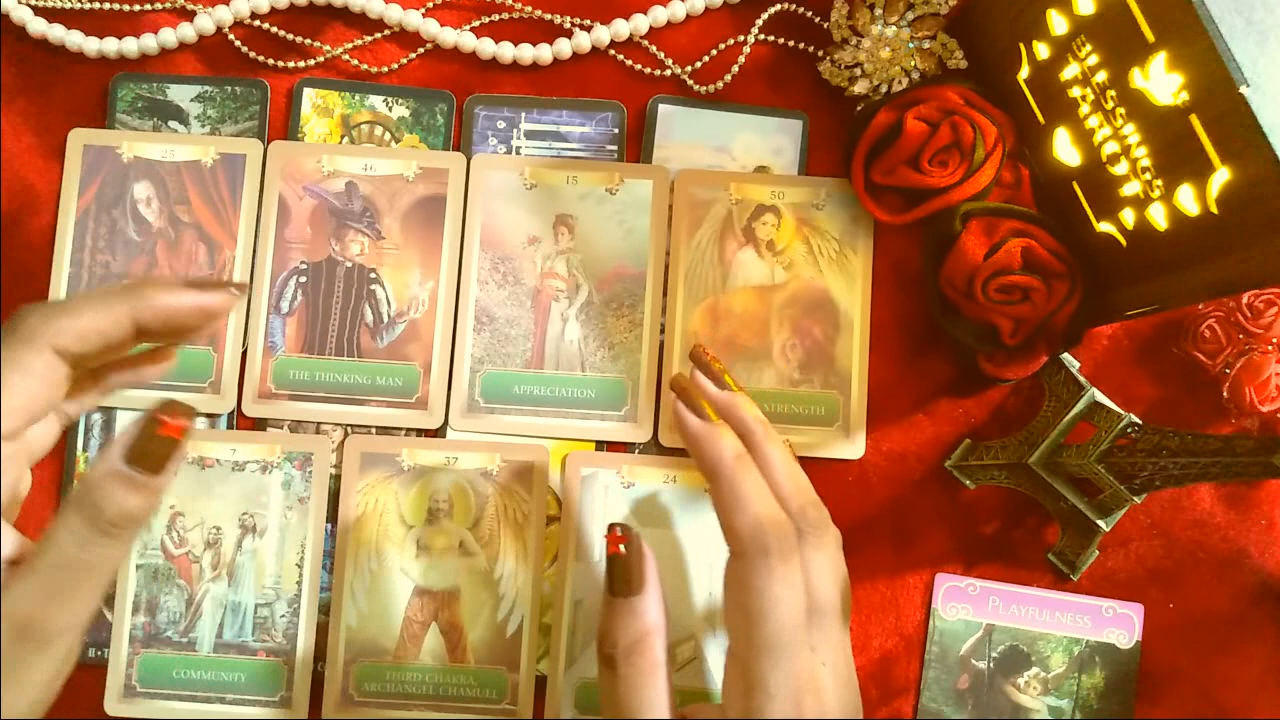 BLESSINGS
TAROT
25
46
THE THINKING MAN
15
APPRECIATION
50
STRENGTH
7
COMMUNITY
37
THIRD CHAKRA,
ARCHANGEL CHAMUEL
24
PLAYFULNESS